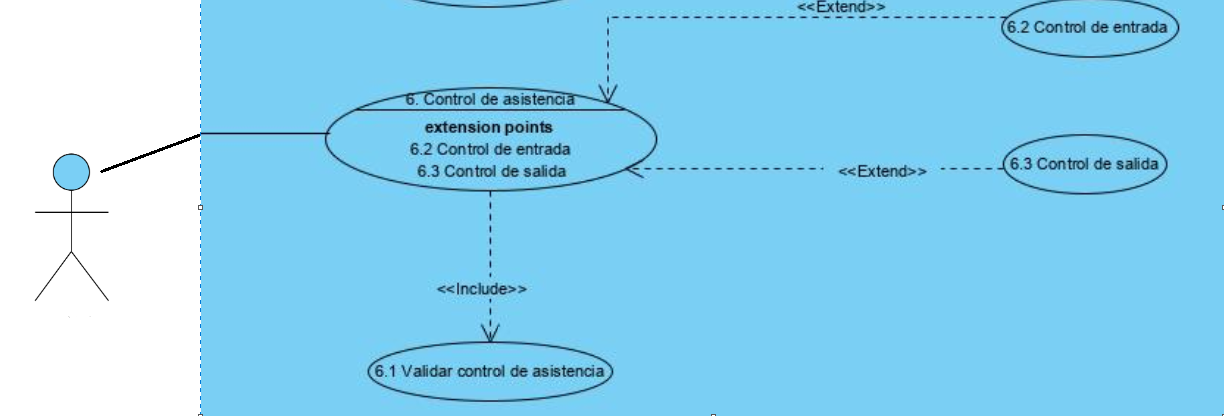 <<Extend>>
6.2 Control de entrada
6. Control de asistencia
extension points
6.2 Control de entrada
6.3 Control de salida
<<Extend>>
6.3 Control de salida
<<Include>>
6.1 Validar control de asistencia